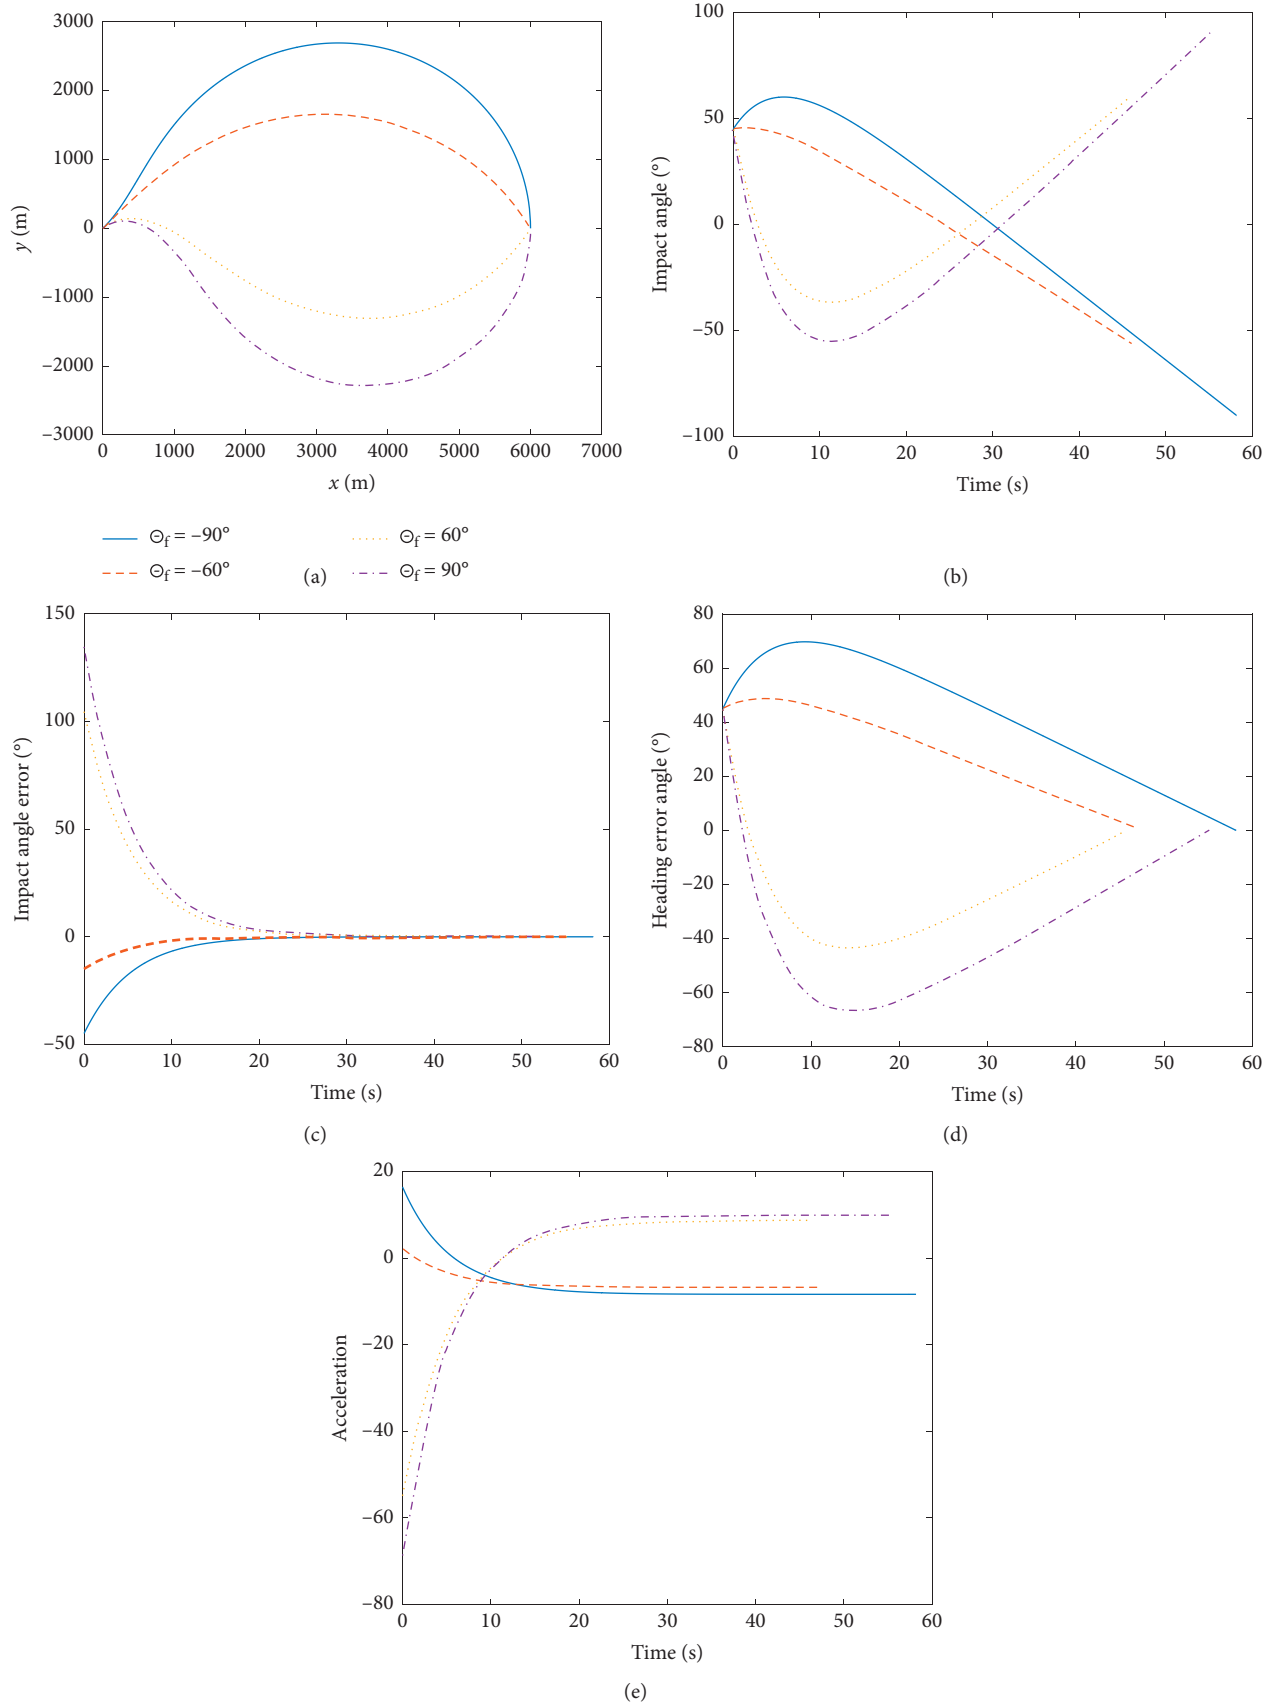 3000
2000
1000
0
–1000
–2000
–3000
y (m)
0 1000 2000 3000 4000 5000 6000 7000
x (m)
100
50
0
–50
–100
Impact angle (°)
0 10 20 30 40 50 60
Time (s)
Θf = –90°
Θf = –60°
Θf = 60°
Θf = 90°
(a)
(b)
150
100
50
0
–50
Impact angle error (°)
0 10 20 30 40 50 60
Time (s)
(c)
80
60
40
20
0
–20
–40
–60
–80
Heading error angle (°)
0 10 20 30 40 50 60
Time (s)
(d)
20
0
–20
–40
–60
–80
Acceleration
0 10 20 30 40 50 60
Time (s)
(e)